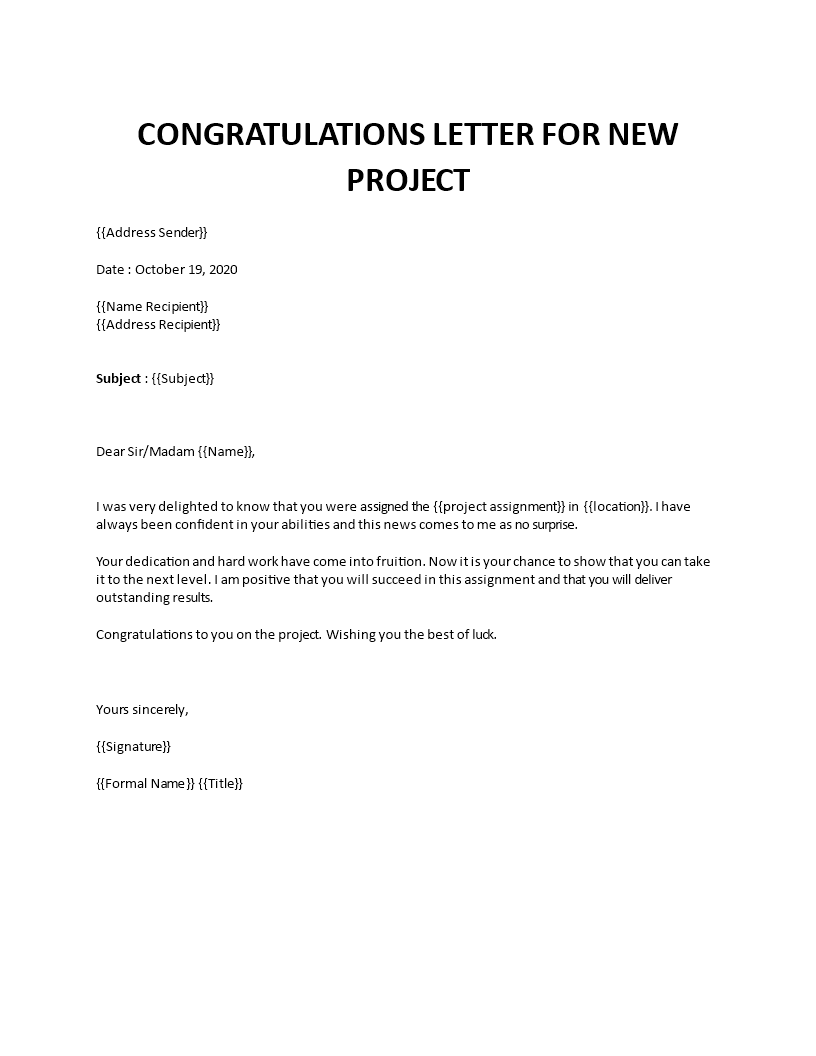 CONGRATULATIONS LETTER FOR NEW
PROJECT
{{Address Sender}}
Date : October 19, 2020
{{Name Recipient}}
{{Address Recipient}}
Subject : {{Subject}}
Dear Sir/Madam {{Name}},
I was very delighted to know that you were assigned the {{project assignment}} in {{location}}. I have
always been confident in your abilities and this news comes to me as no surprise.
Your dedication and hard work have come into fruition. Now it is your chance to show that you can take
it to the next level. I am positive that you will succeed in this assignment and that you will deliver
outstanding results.
Congratulations to you on the project. Wishing you the best of luck.
Yours sincerely,
{{Signature}}
{{Formal Name}} {{Title}}